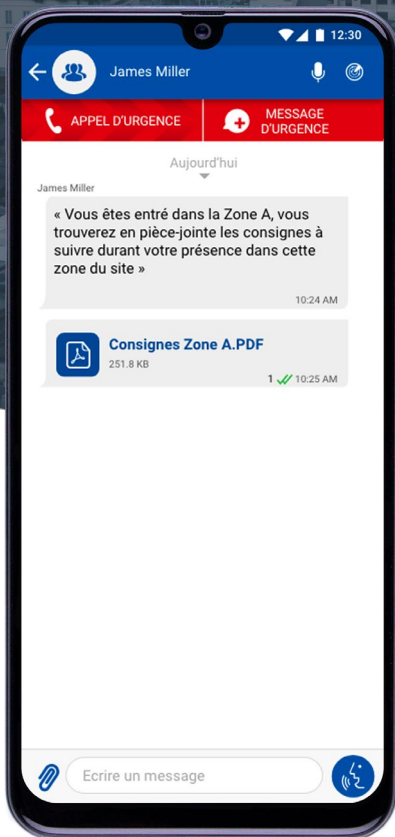 12:30
James Miller
APPEL D'URGENCE
MESSAGE
D'URGENCE
Aujourd'hui
James Miller
« Vous êtes entré dans la Zone A, vous
trouverez en pièce-jointe les consignes à
suivre durant votre présence dans cette
zone du site »
10:24 AM
Consignes Zone A.PDF
251.8 KB
1 10:25 AM
Ecrire un message